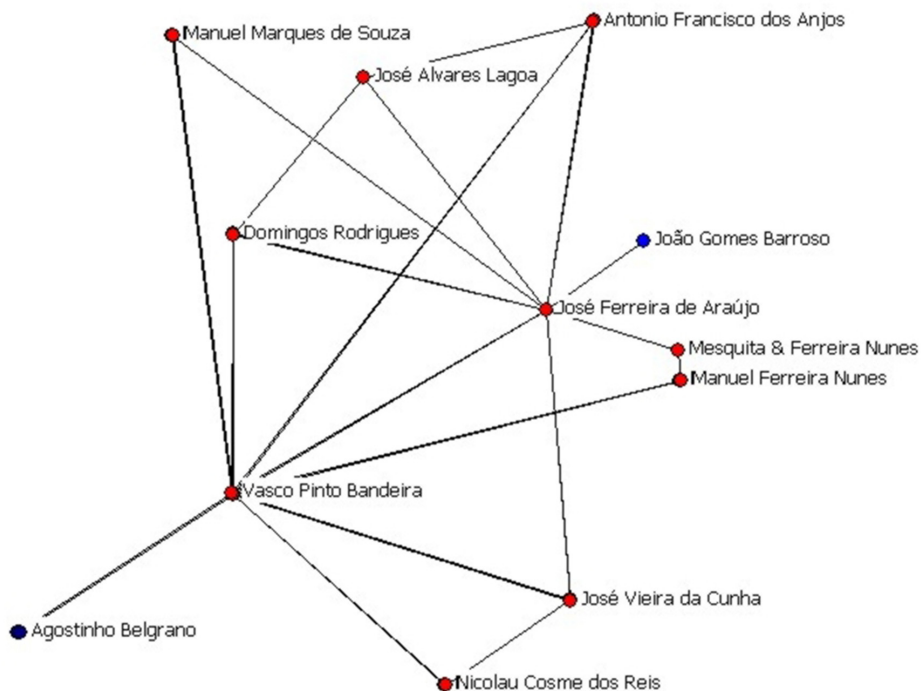 Antonio Francisco dos Anjos
Manuel Marques de Souza
José Alvares Lagoa
Domingos Rodrigues
João Gomes Barroso
José Ferreira de Araújo
Mesquita & Ferreira Nunes
Manuel Ferreira Nunes
Vasco Pinto Bandeira
José Vieira da Cunha
Agostinho Belgrano
Nicolau Cosme dos Reis